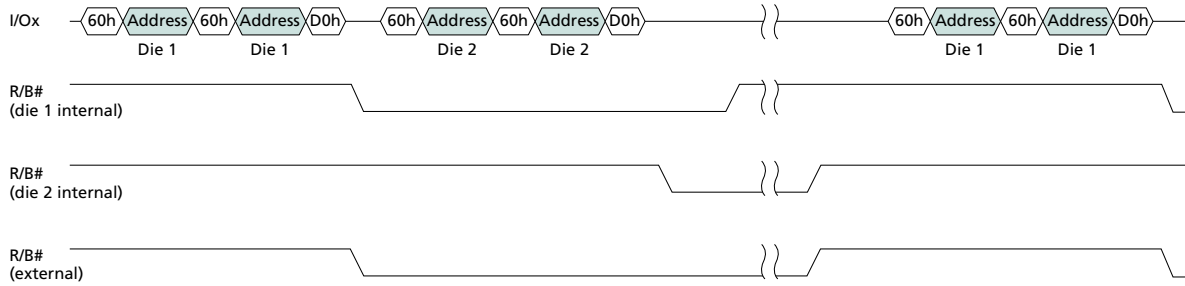 I/Ox 60h Address 60h Address D0h 60h Address 60h Address D0h 60h Address 60h Address D0h
Die 1 Die 1 Die 2 Die 2 Die 1 Die 1
R/B#
(die 1 internal)
R/B#
(die 2 internal)
R/B#
(external)